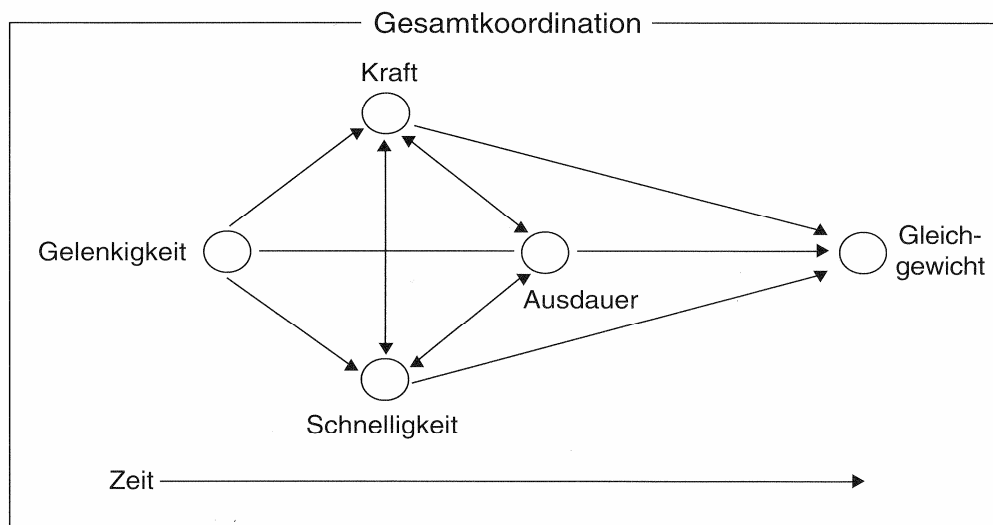 Gesamtkoordination
Kraft
Gelenkigkeit
Gleich-
gewicht
Ausdauer
Schnelligkeit
Zeit